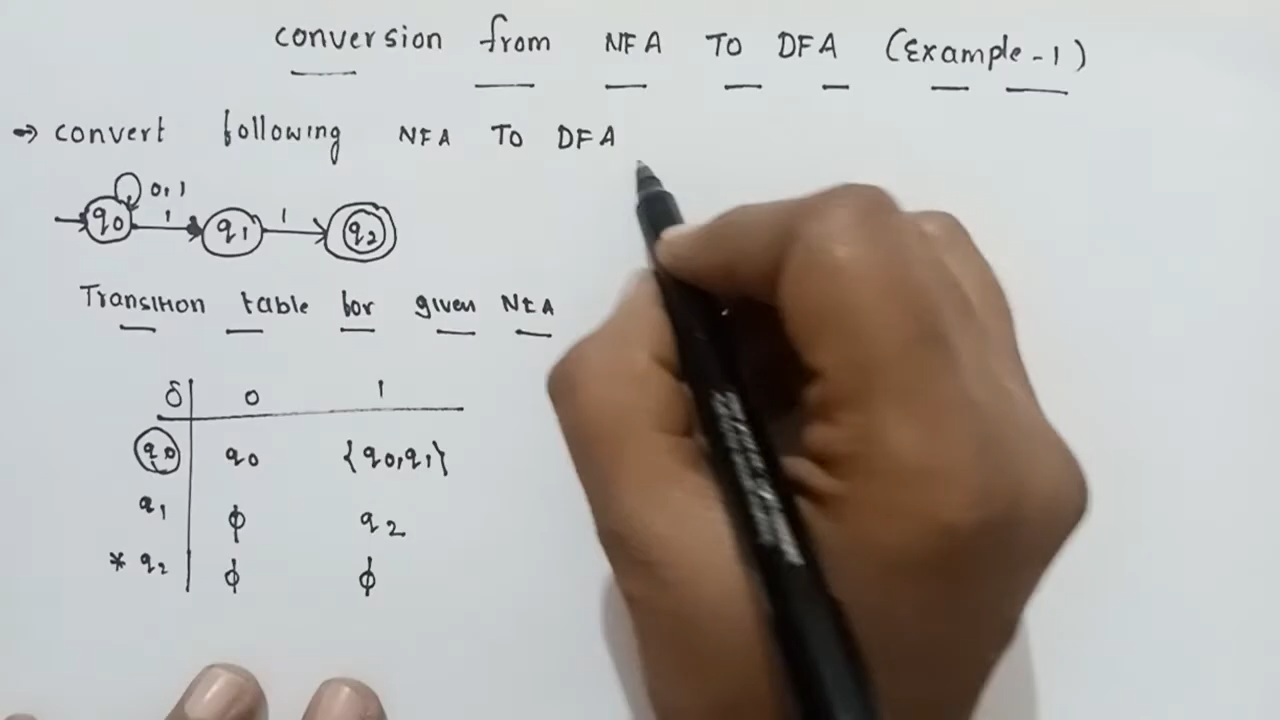 conversion from NFA TO DFA (Example-1)
→ convert following NFA TO DFA
0,1
q0 1 q1 1 q2
Transition table for given NFA
δ 0 1
q0 q0 {q0,q1}
q1 ϕ q2
* q2 ϕ ϕ